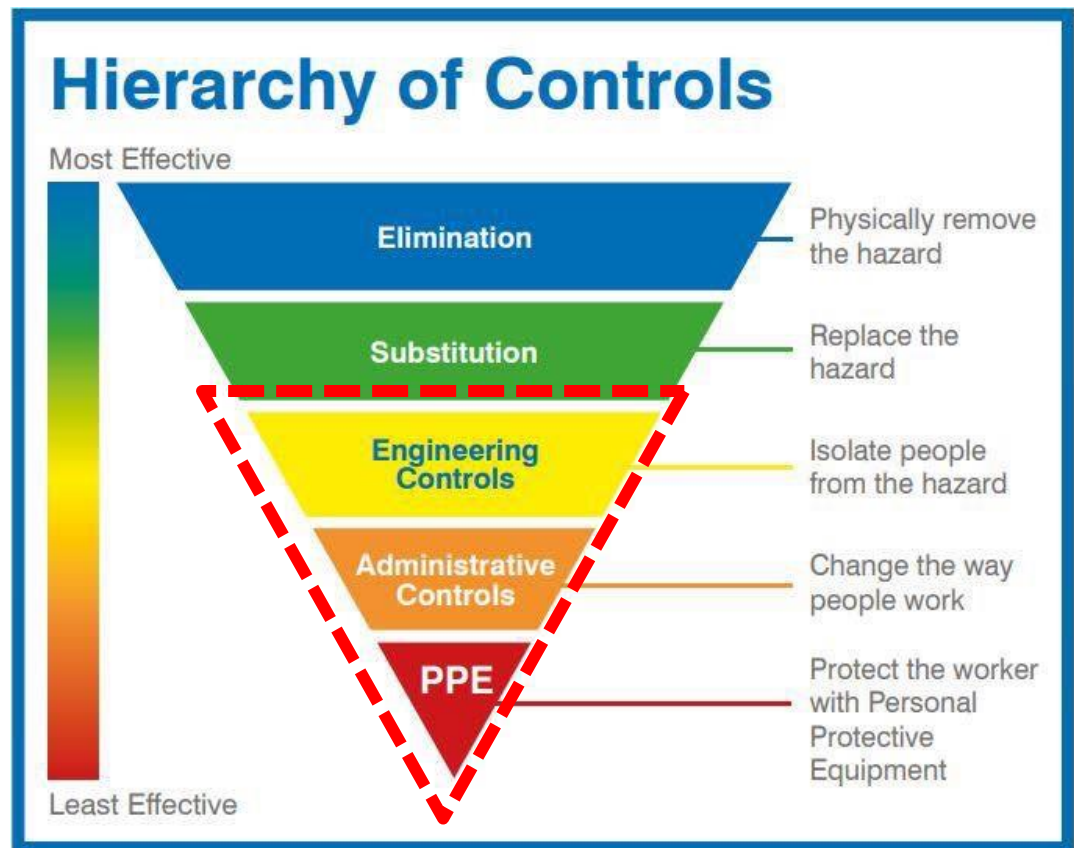 Hierarchy of Controls
Most Effective
Elimination
Physically remove
the hazard
Substitution
Replace the
hazard
Engineering
Controls
Isolate people
from the hazard
Administrative
Controls
Change the way
people work
PPE
Protect the worker
with Personal
Protective
Equipment
Least Effective